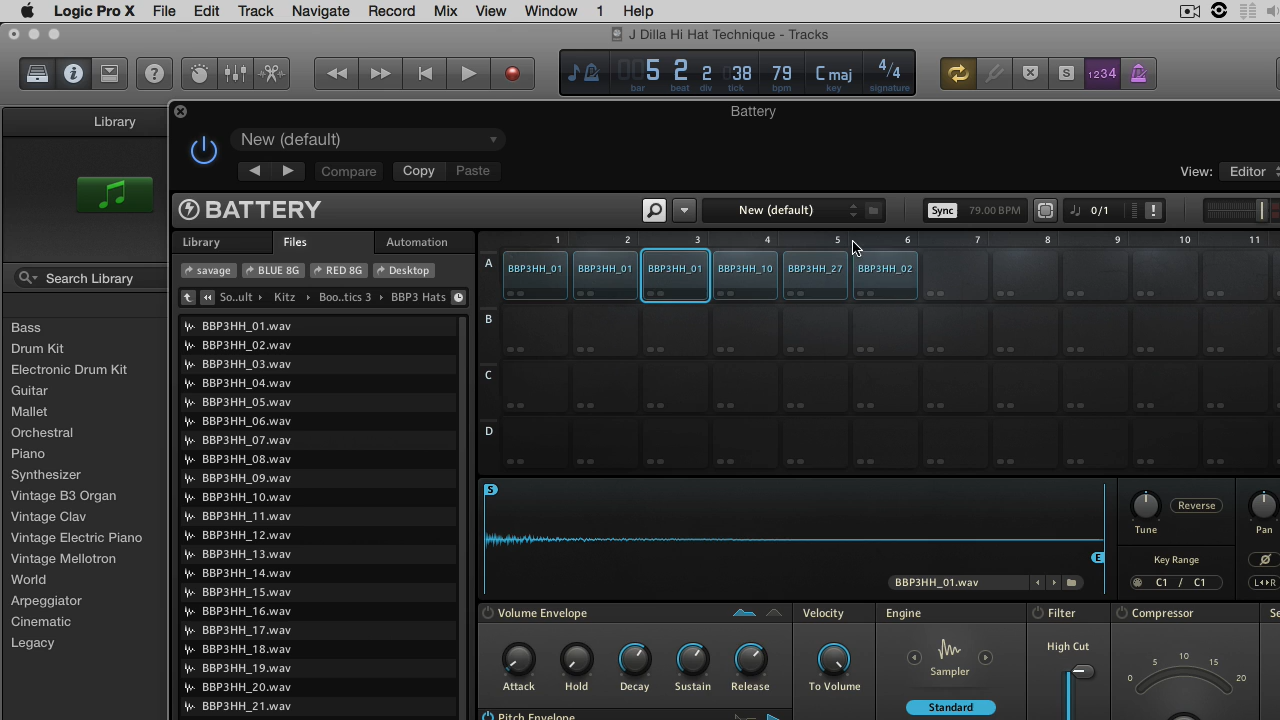 Logic Pro X File Edit Track Navigate Record Mix View Window 1 Help
J Dilla Hi Hat Technique - Tracks
5 2 2 38 79 C maj 4/4
bar beat div tick bpm key signature
1234
Library
Battery
New (default)
Compare Copy Paste
View: Editor
BATTERY
New (default)
Sync 79.00 BPM 0/1 !
Library Files Automation
savage BLUE 8G RED 8G Desktop
So..ult Kitz Boo..tics 3 BBP3 Hats
Search Library
Bass
Drum Kit
Electronic Drum Kit
Guitar
Mallet
Orchestral
Piano
Synthesizer
Vintage B3 Organ
Vintage Clav
Vintage Electric Piano
Vintage Mellotron
World
Arpeggiator
Cinematic
Legacy
BBP3HH_01.wav
BBP3HH_02.wav
BBP3HH_03.wav
BBP3HH_04.wav
BBP3HH_05.wav
BBP3HH_06.wav
BBP3HH_07.wav
BBP3HH_08.wav
BBP3HH_09.wav
BBP3HH_10.wav
BBP3HH_11.wav
BBP3HH_12.wav
BBP3HH_13.wav
BBP3HH_14.wav
BBP3HH_15.wav
BBP3HH_16.wav
BBP3HH_17.wav
BBP3HH_18.wav
BBP3HH_19.wav
BBP3HH_20.wav
BBP3HH_21.wav
1 2 3 4 5 6 7 8 9 10 11
A BBP3HH_01 BBP3HH_01 BBP3HH_01 BBP3HH_10 BBP3HH_27 BBP3HH_02
B
C
D
S
E
BBP3HH_01.wav
Tune Reverse
Pan
Key Range
C1 / C1
L R
Volume Envelope
Attack Hold Decay Sustain Release
Velocity
To Volume
Engine
Sampler
Standard
Filter
High Cut
Compressor
0 5 10 15 20
Pitch Envelope